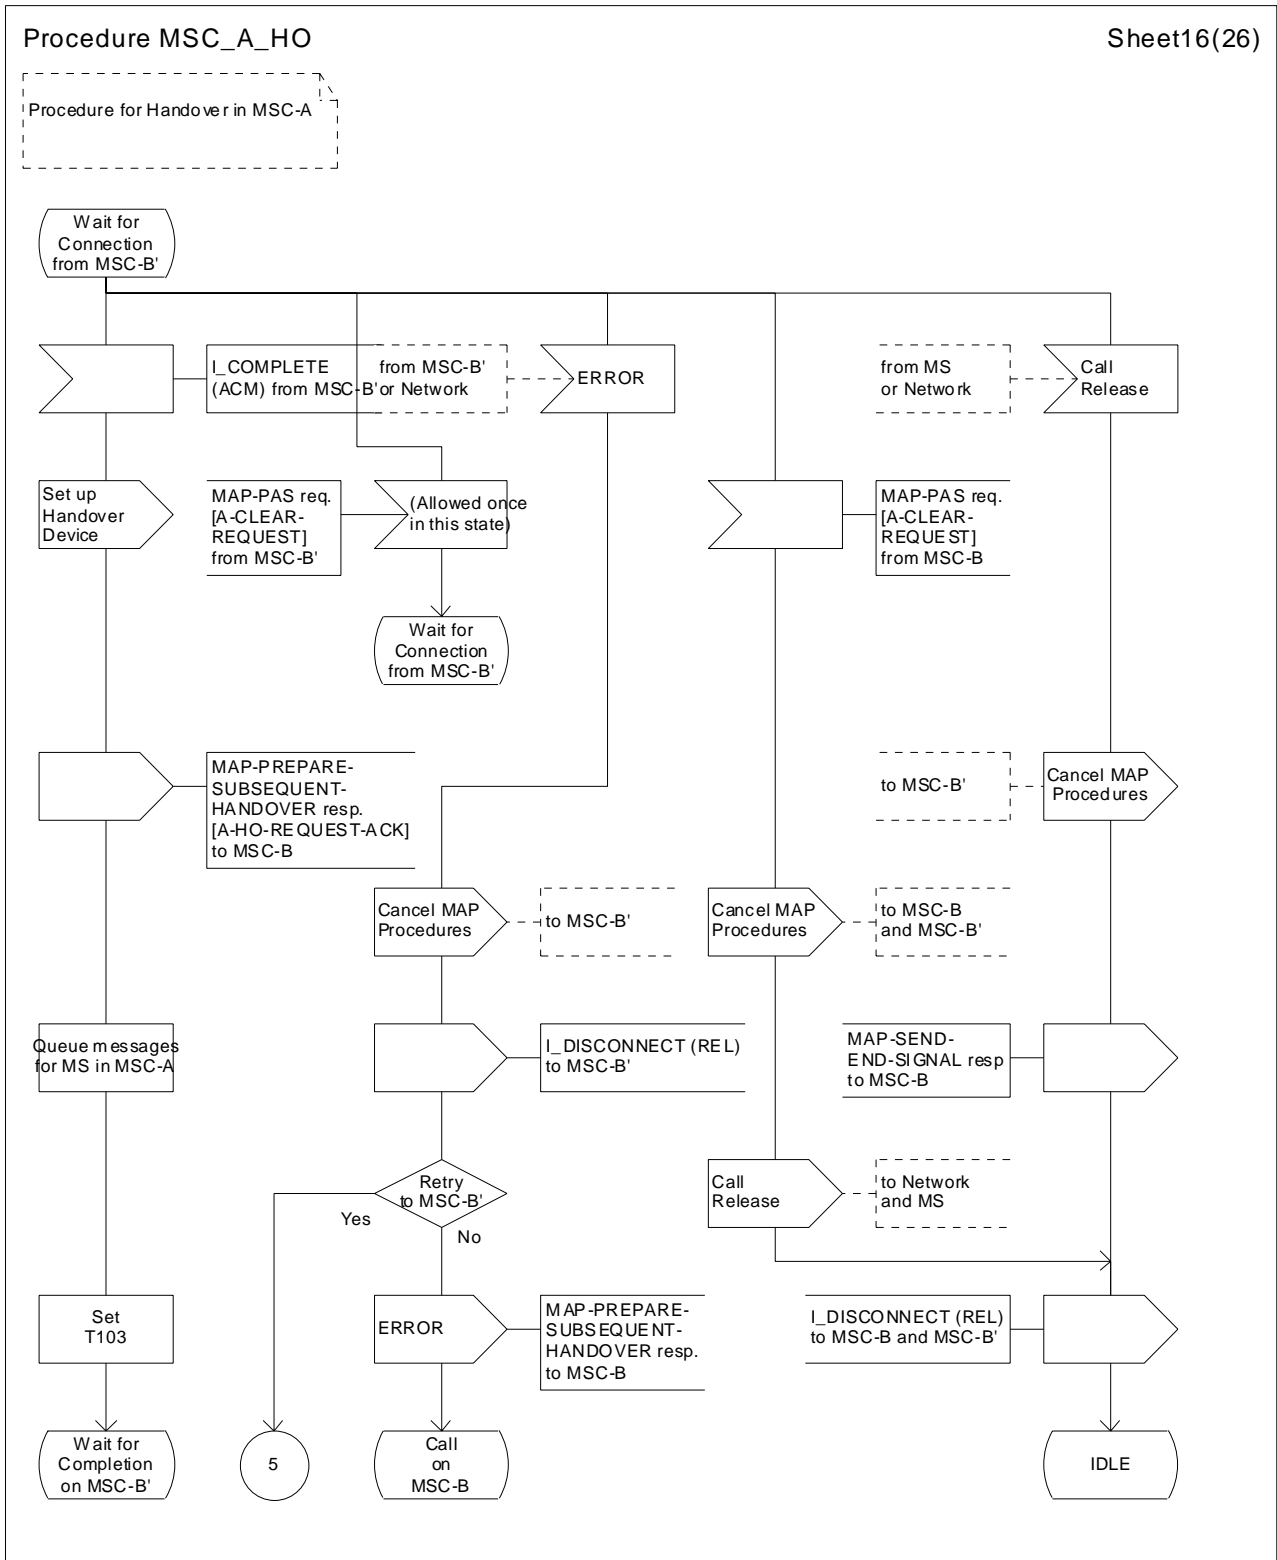 Procedure MSC_A_HO
Sheet16(26)
Procedure for Handover in MSC-A
Wait for
Connection
from MSC-B'
I_COMPLETE
(ACM) from MSC-B'
from MSC-B'
or Network
ERROR
from MS
or Network
Call
Release
Set up
Handover
Device
MAP-PAS req.
[A-CLEAR-
REQUEST]
from MSC-B'
(Allowed once
in this state)
MAP-PAS req.
[A-CLEAR-
REQUEST]
from MSC-B
Wait for
Connection
from MSC-B'
MAP-PREPARE-
SUBSEQUENT-
HANDOVER resp.
[A-HO-REQUEST-ACK]
to MSC-B
to MSC-B'
Cancel MAP
Procedures
Cancel MAP
Procedures
to MSC-B'
Cancel MAP
Procedures
to MSC-B
and MSC-B'
Queue messages
for MS in MSC-A
I_DISCONNECT (REL)
to MSC-B'
MAP-SEND-
END-SIGNAL resp
to MSC-B
Retry
to MSC-B'
Yes
No
Call
Release
to Network
and MS
Set
T103
ERROR
MAP-PREPARE-
SUBSEQUENT-
HANDOVER resp.
to MSC-B
I_DISCONNECT (REL)
to MSC-B and MSC-B'
Wait for
Completion
on MSC-B'
5
Call
on
MSC-B
IDLE